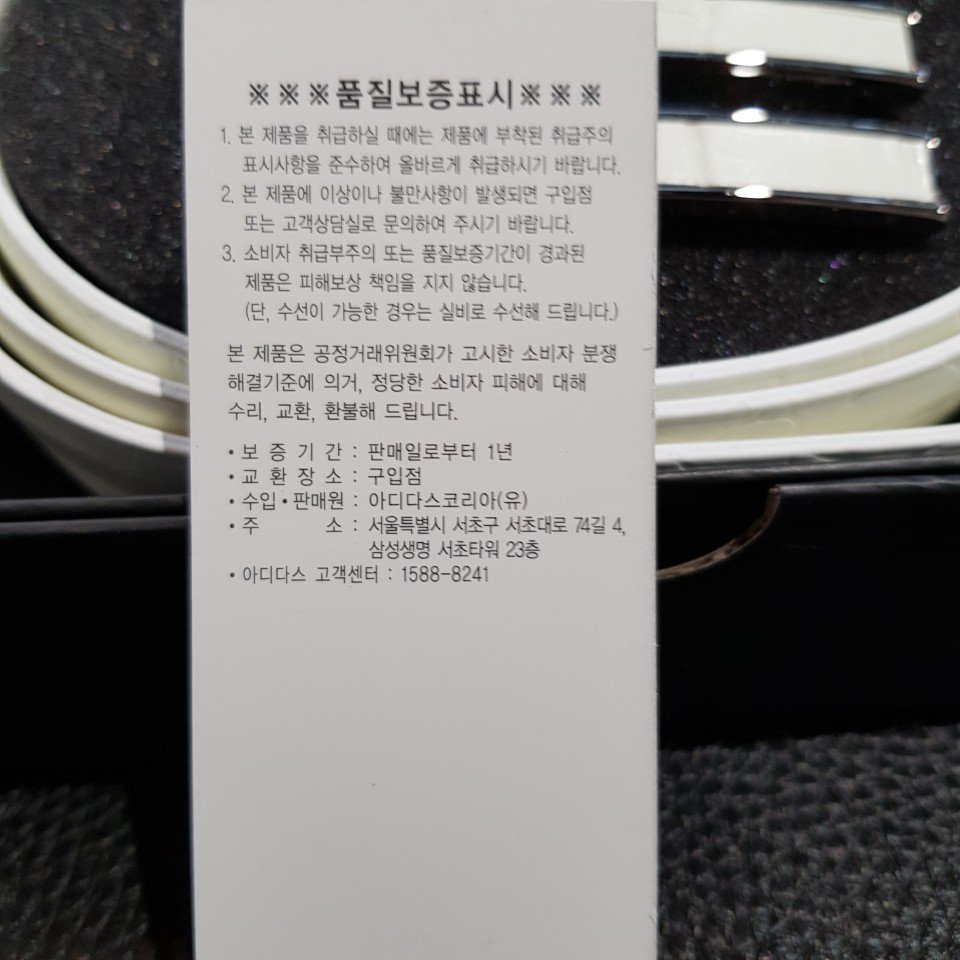 ※※※품질보증표시※※※
1. 본 제품을 취급하실 때에는 제품에 부착된 취급주의
표시사항을 준수하여 올바르게 취급하시기 바랍니다.
2. 본 제품에 이상이나 불만사항이 발생되면 구입점
또는 고객상담실로 문의하여 주시기 바랍니다.
3. 소비자 취급부주의 또는 품질보증기간이 경과된
제품은 피해보상 책임을 지지 않습니다.
(단, 수선이 가능한 경우는 실비로 수선해 드립니다.)
본 제품은 공정거래위원회가 고시한 소비자 분쟁
해결기준에 의거, 정당한 소비자 피해에 대해
수리, 교환, 환불해 드립니다.
• 보 증 기 간 : 판매일로부터 1년
• 교 환 장 소 : 구입점
• 수입 • 판매원 : 아디다스코리아(유)
• 주 소 : 서울특별시 서초구 서초대로 74길 4,
삼성생명 서초타워 23층
• 아디다스 고객센터 : 1588-8241